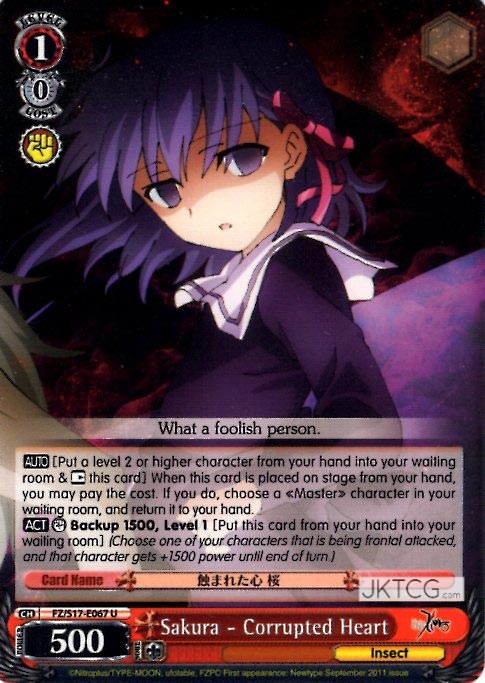 LEVEL
1
0
COST
What a foolish person.
AUTO [Put a level 2 or higher character from your hand into your waiting
room & this card] When this card is placed on stage from your hand,
you may pay the cost. If you do, choose a «Master» character in your
waiting room, and return it to your hand.
ACT Backup 1500, Level 1 [Put this card from your hand into your
waiting room] (Choose one of your characters that is being frontal attacked,
and that character gets +1500 power until end of turn.)
Card Name 蝕まれた心 桜
JKTCG.com
CH FZ/S17-E067 U
POWER 500 SOUL
Sakura - Corrupted Heart
Insect
©Nitroplus/TYPE-MOON, ufotable, FZPC First appearance: Newtype September 2011 issue